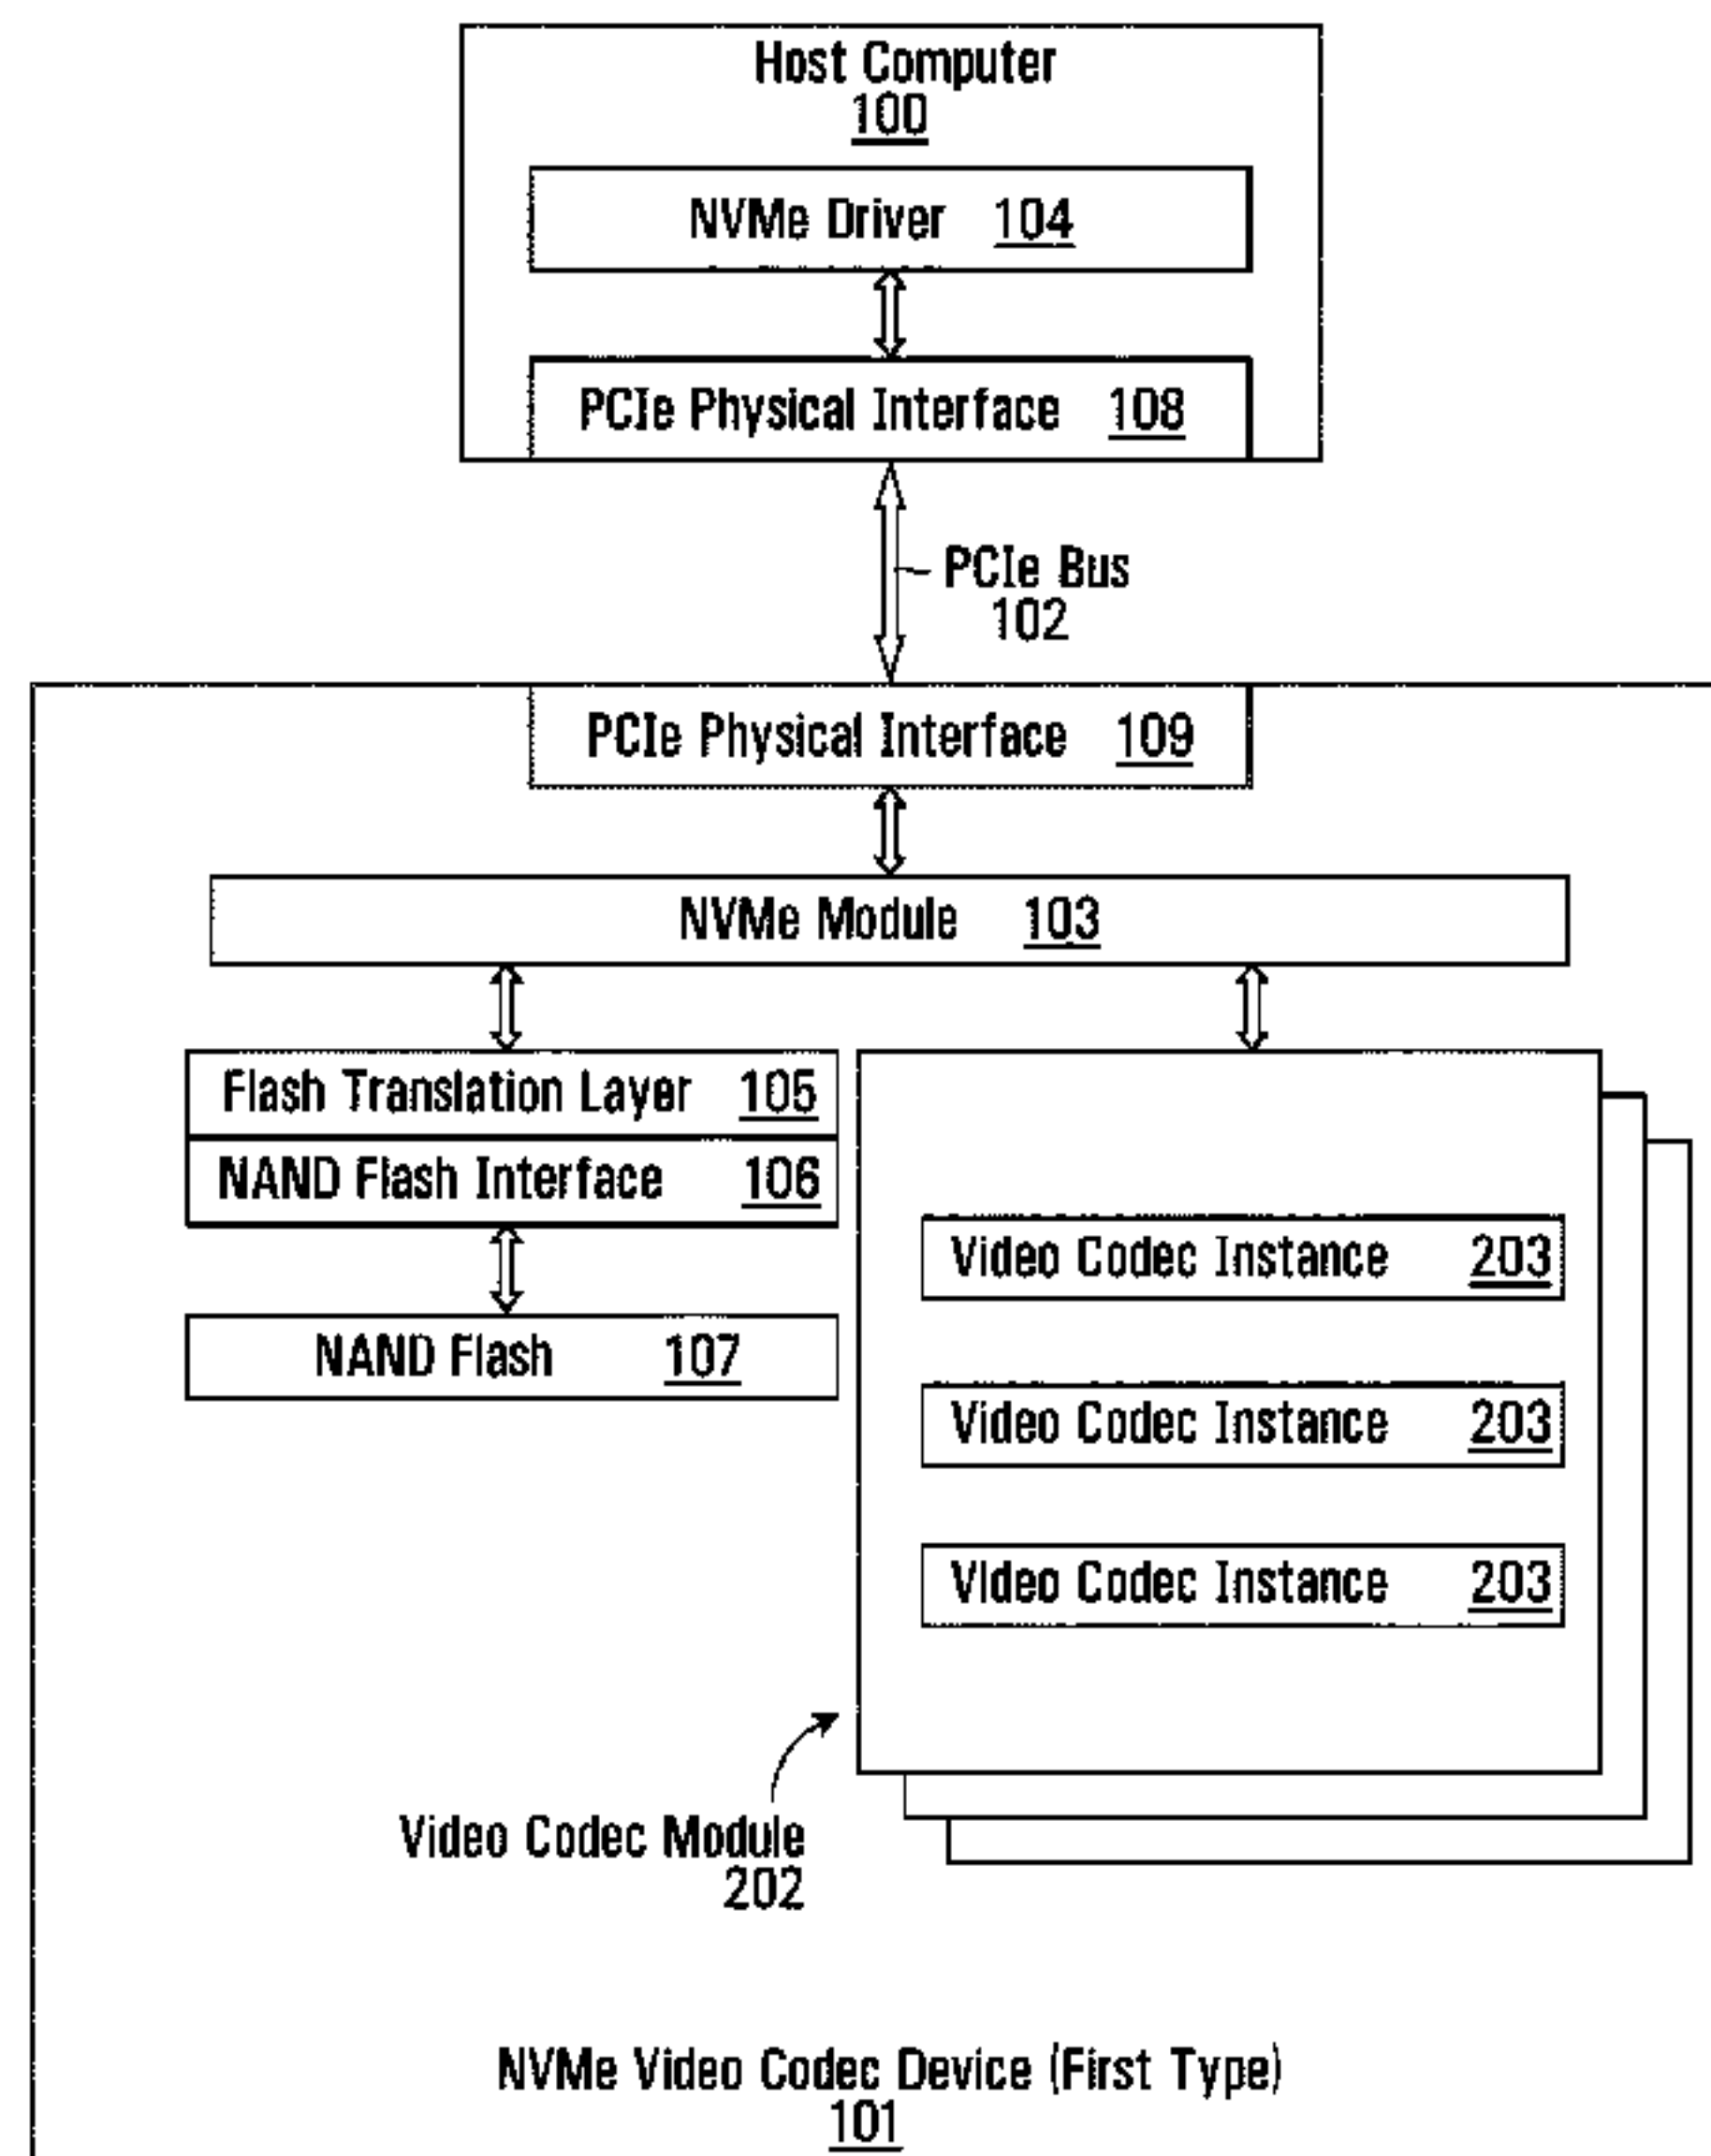 Host Computer
100
NVMe Driver 104
PCIe Physical Interface 108
PCIe Bus
102
PCIe Physical Interface 109
NVMe Module 103
Flash Translation Layer 105
NAND Flash Interface 106
NAND Flash 107
Video Codec Instance 203
Video Codec Instance 203
Video Codec Instance 203
Video Codec Module
202
NVMe Video Codec Device (First Type)
101